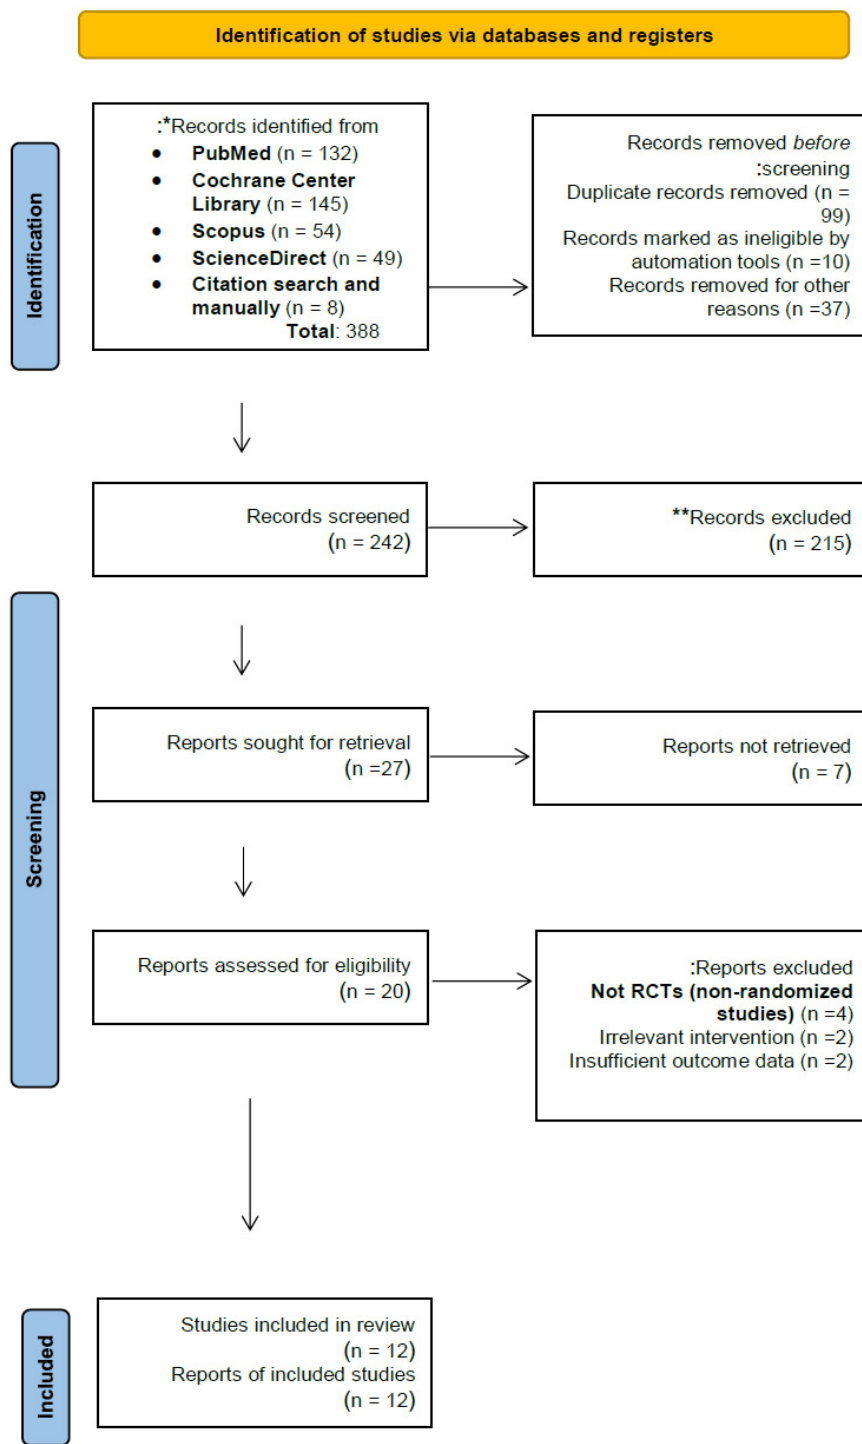 Identification of studies via databases and registers
Identification
:*Records identified from
• PubMed (n = 132)
• Cochrane Center
Library (n = 145)
• Scopus (n = 54)
• ScienceDirect (n = 49)
• Citation search and
manually (n = 8)
Total: 388
Records removed before
:screening
Duplicate records removed (n =
99)
Records marked as ineligible by
automation tools (n =10)
Records removed for other
reasons (n =37)
Screening
Records screened
(n = 242)
**Records excluded
(n = 215)
Reports sought for retrieval
(n =27)
Reports not retrieved
(n = 7)
Reports assessed for eligibility
(n = 20)
:Reports excluded
Not RCTs (non-randomized
studies) (n =4)
Irrelevant intervention (n =2)
Insufficient outcome data (n =2)
Included
Studies included in review
(n = 12)
Reports of included studies
(n = 12)